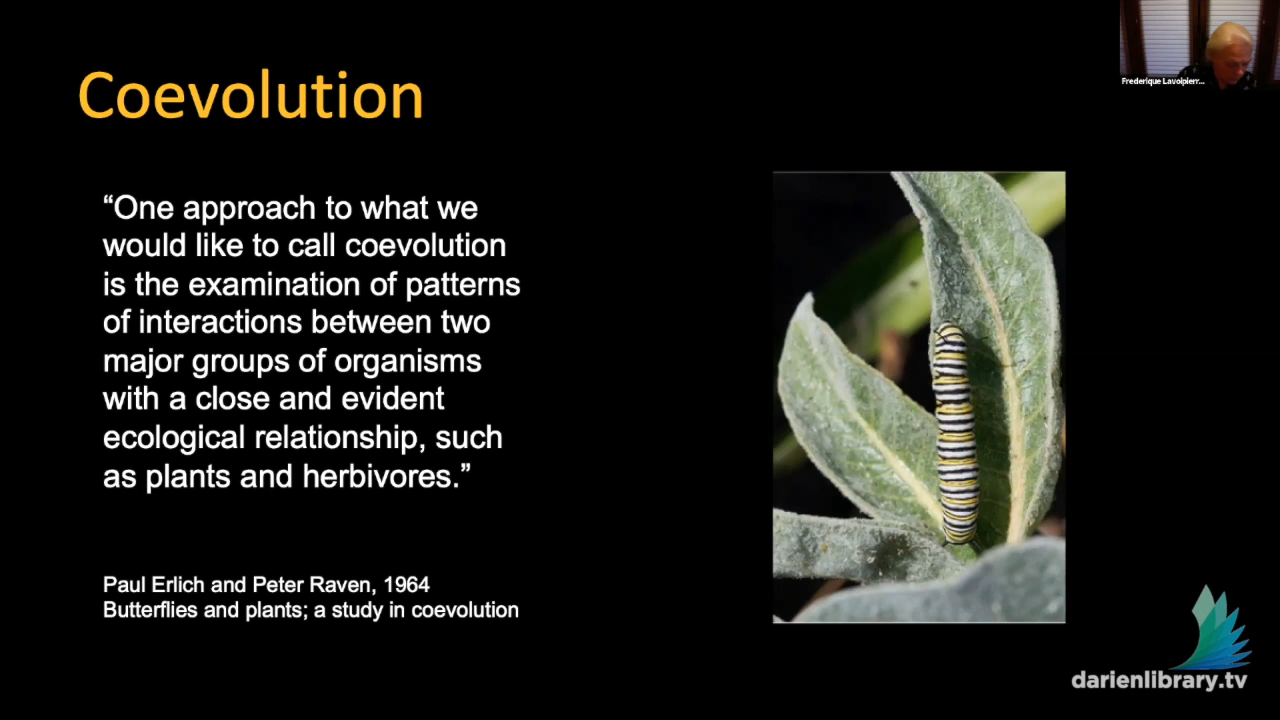 Coevolution
“One approach to what we
would like to call coevolution
is the examination of patterns
of interactions between two
major groups of organisms
with a close and evident
ecological relationship, such
as plants and herbivores.”
Paul Erlich and Peter Raven, 1964
Butterflies and plants; a study in coevolution
Frederique Lavoipierr...
darienlibrary.tv